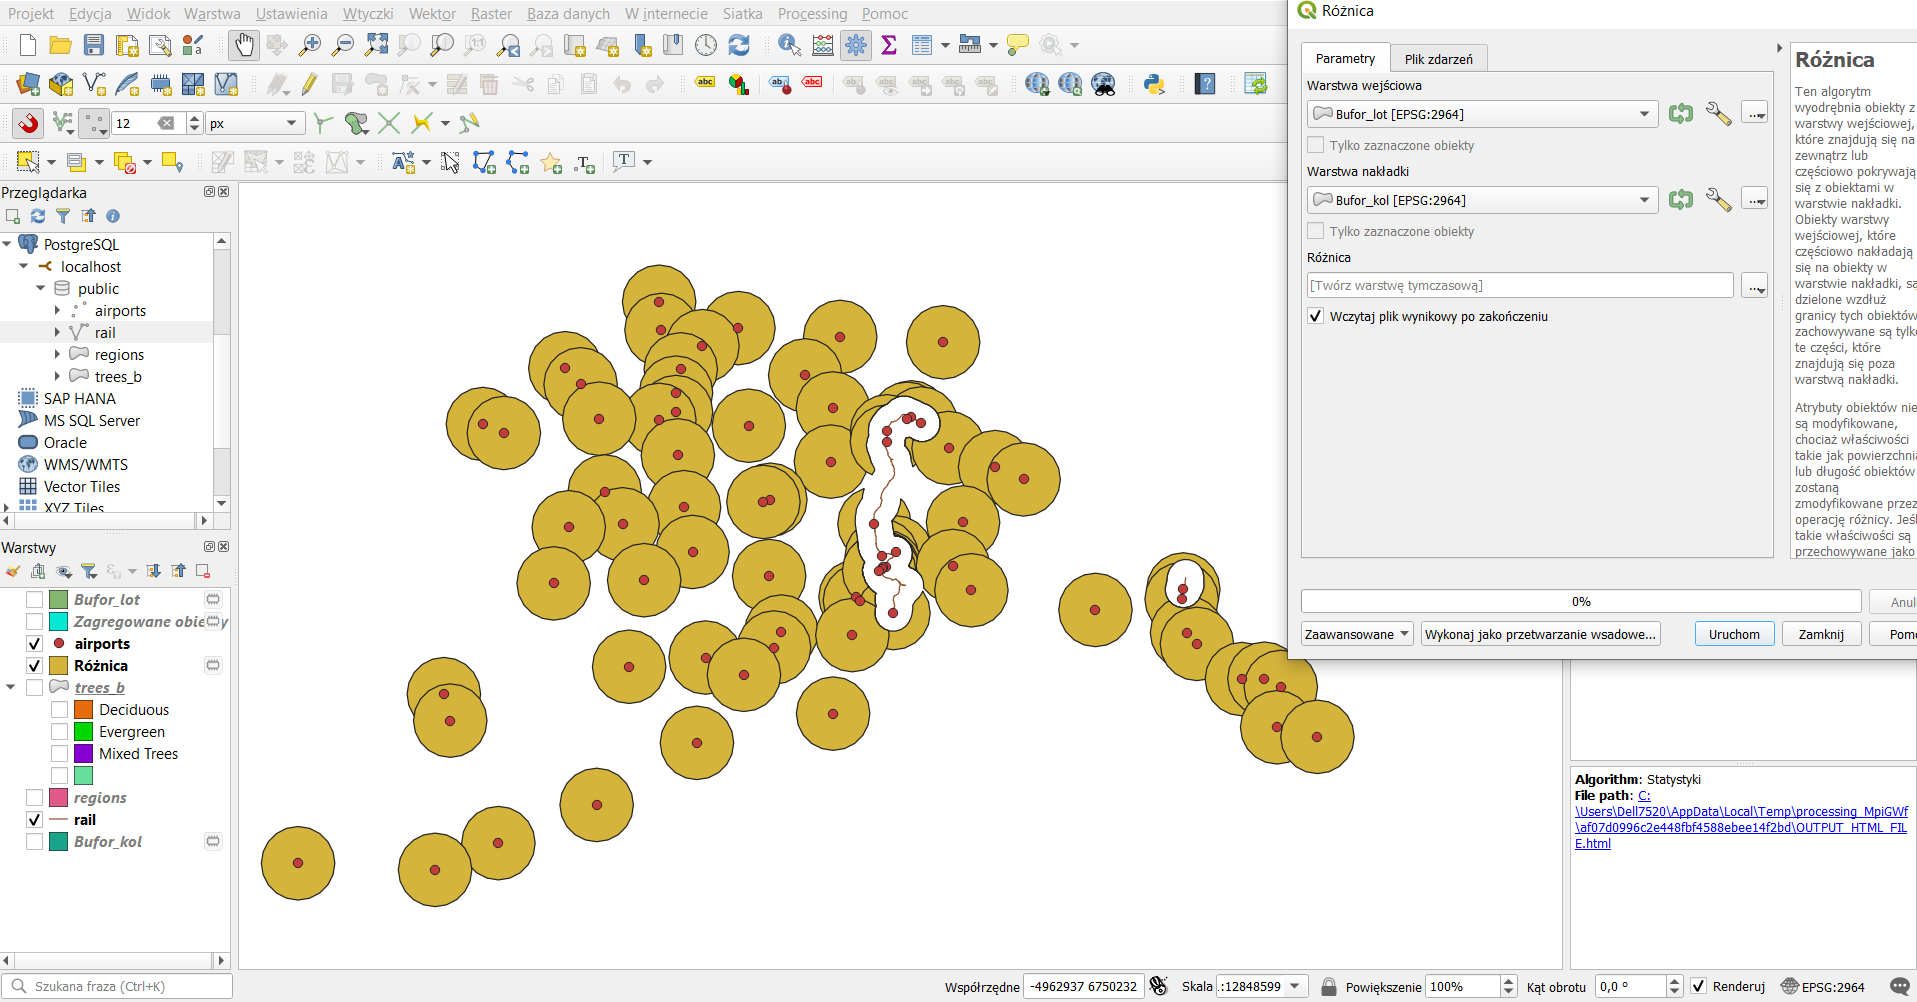 Projekt Edycja Widok Warstwa Ustawienia Wtyczki Wektor Raster Baza danych W internecie Siatka Processing Pomoc
12
px
Przeglądarka
PostgreSQL
localhost
public
airports
rail
regions
trees_b
SAP HANA
MS SQL Server
Oracle
WMS/WMTS
Vector Tiles
XYZ Tiles
Warstwy
Bufor_lot
Zagregowane obie
airports
Różnica
trees_b
Deciduous
Evergreen
Mixed Trees
regions
rail
Bufor_kol
Różnica
Parametry
Plik zdarzeń
Warstwa wejściowa
Bufor_lot [EPSG:2964]
Tylko zaznaczone obiekty
Warstwa nakładki
Bufor_kol [EPSG:2964]
Tylko zaznaczone obiekty
Różnica
[Twórz warstwę tymczasową]
Wczytaj plik wynikowy po zakończeniu
Różnica
Ten algorytm
wyodrębnia obiekty z
warstwy wejściowej,
które znajdują się na
zewnątrz lub
częściowo pokrywają
się z obiektami w
warstwie nakładki.
Obiekty warstwy
wejściowej, które
częściowo nakładają
się na obiekty w
warstwie nakładki, są
dzielone wzdłuż
granicy tych obiektów
zachowywane są tylko
te części, które
znajdują się poza
warstwą nakładki.
Atrybuty obiektów nie
są modyfikowane,
chociaż właściwości
takie jak powierzchnia
lub długość obiektów
zostaną
zmodyfikowane przez
operację różnicy. Jeśl
takie właściwości są
przechowywane jako
0%
Anul
Zaawansowane
Wykonaj jako przetwarzanie wsadowe...
Uruchom
Zamknij
Pomo
Algorithm: Statystyki
File path: C:
\Users\Dell7520\AppData\Local\Temp\processing_MpiGWf
\af07d0996c2e448fbf4588ebee14f2bd\OUTPUT_HTML_FIL
E.html
Szukana fraza (Ctrl+K)
Współrzędne -4962937 6750232 Skala .:12848599 Powiększenie 100% Kąt obrotu 0,0 ° Renderuj EPSG:2964